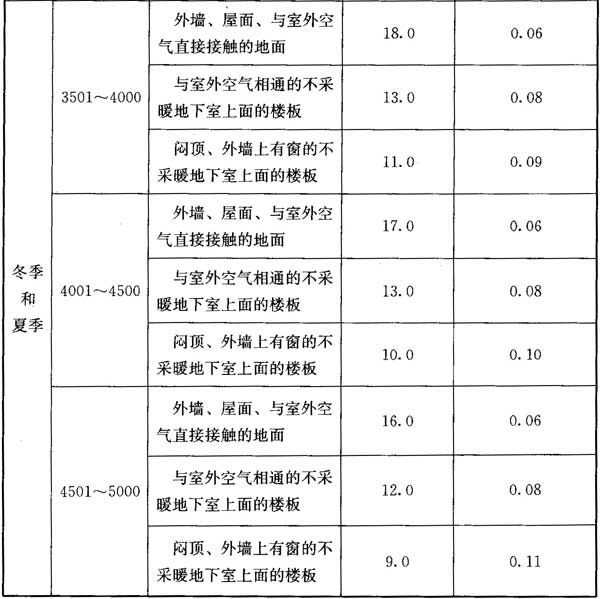 冬季
和
夏季
3501～4000
外墙、屋面、与室外空
气直接接触的地面
18.0
0.06
与室外空气相通的不采
暖地下室上面的楼板
13.0
0.08
闷顶、外墙上有窗的不
采暖地下室上面的楼板
11.0
0.09
4001～4500
外墙、屋面、与室外空
气直接接触的地面
17.0
0.06
与室外空气相通的不采
暖地下室上面的楼板
13.0
0.08
闷顶、外墙上有窗的不
采暖地下室上面的楼板
10.0
0.10
4501～5000
外墙、屋面、与室外空
气直接接触的地面
16.0
0.06
与室外空气相通的不采
暖地下室上面的楼板
12.0
0.08
闷顶、外墙上有窗的不
采暖地下室上面的楼板
9.0
0.11